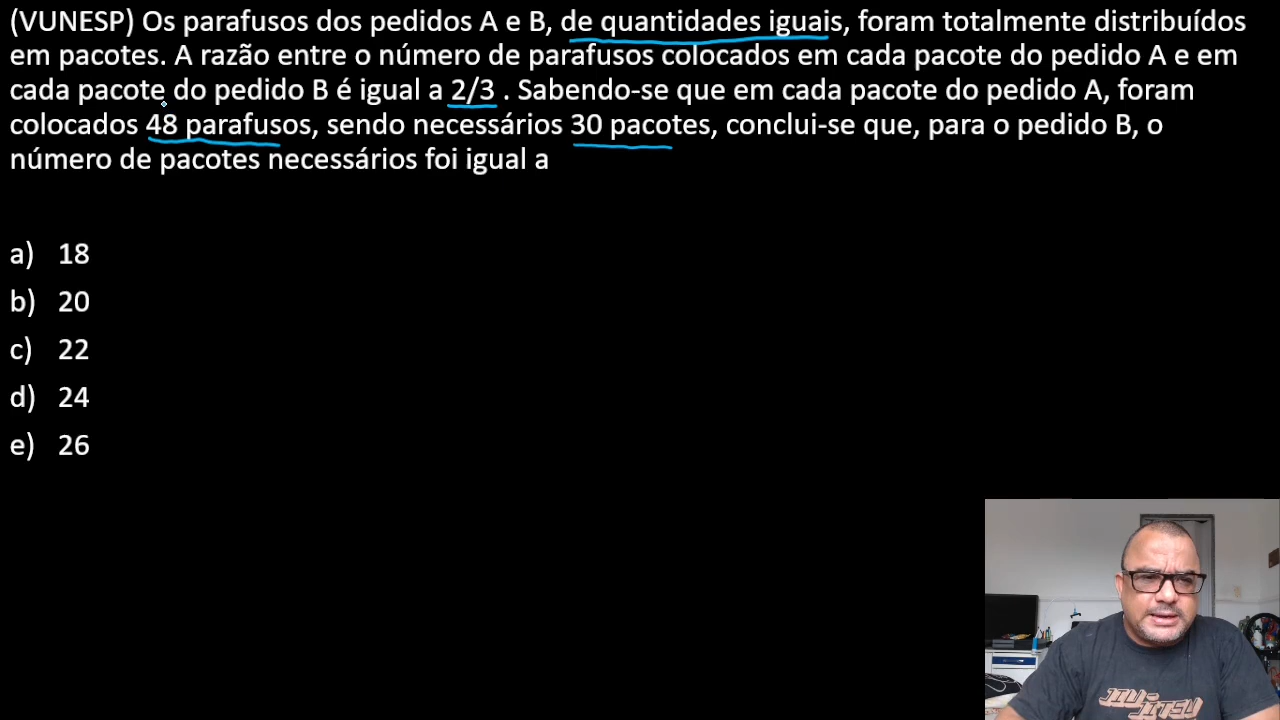 (VUNESP) Os parafusos dos pedidos A e B, de quantidades iguais, foram totalmente distribuídos
em pacotes. A razão entre o número de parafusos colocados em cada pacote do pedido A e em
cada pacote do pedido B é igual a 2/3 . Sabendo-se que em cada pacote do pedido A, foram
colocados 48 parafusos, sendo necessários 30 pacotes, conclui-se que, para o pedido B, o
número de pacotes necessários foi igual a
a) 18
b) 20
c) 22
d) 24
e) 26
JIU-
JITSU